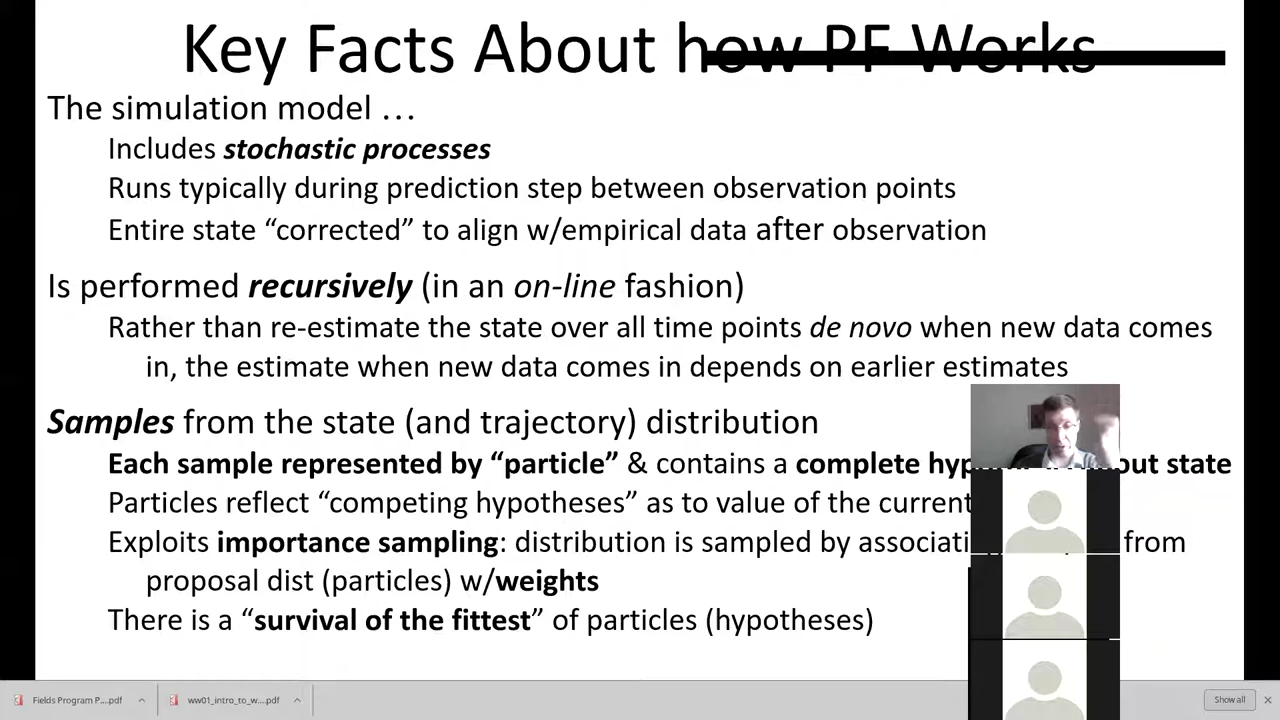 Key Facts About how PF Works
The simulation model …
Includes stochastic processes
Runs typically during prediction step between observation points
Entire state “corrected” to align w/empirical data after observation
Is performed recursively (in an on-line fashion)
Rather than re-estimate the state over all time points de novo when new data comes
in, the estimate when new data comes in depends on earlier estimates
Samples from the state (and trajectory) distribution
Each sample represented by “particle” & contains a complete state
Particles reflect “competing hypotheses” as to value of the current
Exploits importance sampling: distribution is sampled by from
proposal dist (particles) w/weights
There is a “survival of the fittest” of particles (hypotheses)
Fields Program P....pdf
ww01_intro_to_w....pdf
Show all